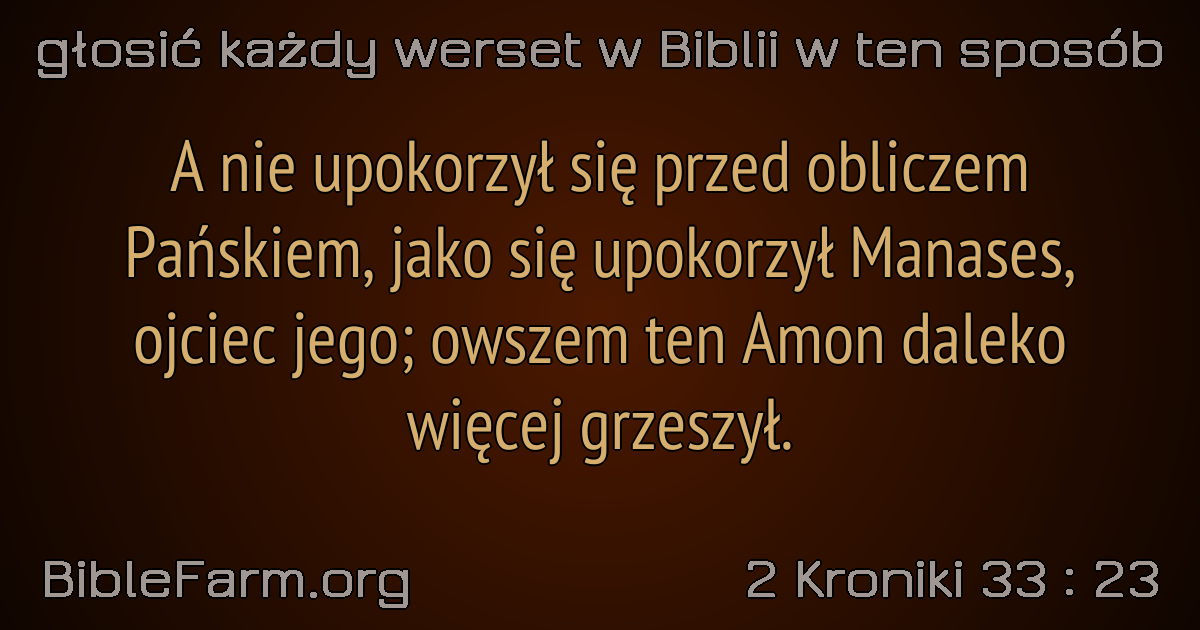 głosić każdy werset w Biblii w ten sposób
A nie upokorzył się przed obliczem
Pańskiem, jako się upokorzył Manases,
ojciec jego; owszem ten Amon daleko
więcej grzeszył.
BibleFarm.org
2 Kroniki 33 : 23